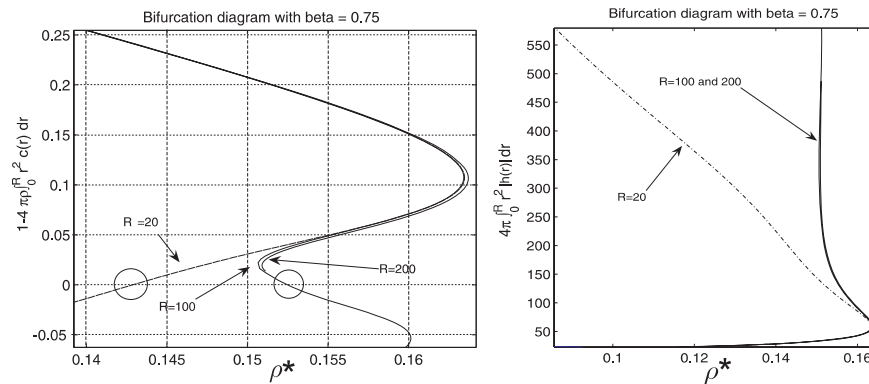 Bifurcation diagram with beta = 0.75
0.25
0.2
0.15
0.1
0.05
0
-0.05
1-4 πρ∫₀ᴿ r² c(r) dr
R =20
R=100
R=200
0.14
0.145
0.15
0.155
0.16
ρ*
Bifurcation diagram with beta = 0.75
550
500
450
400
350
300
250
200
150
100
50
4π ∫₀ᴿ r² |h(r)| dr
R=100 and 200
R=20
0.1
0.12
0.14
0.16
ρ*